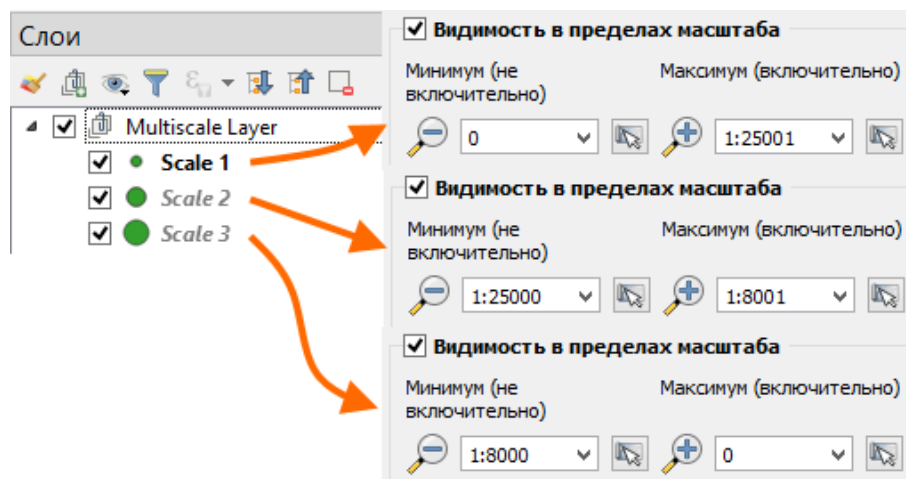 Слои
Multiscale Layer
Scale 1
Scale 2
Scale 3
Видимость в пределах масштаба
Минимум (не включительно)
Максимум (включительно)
0
1:25001
Видимость в пределах масштаба
Минимум (не включительно)
Максимум (включительно)
1:25000
1:8001
Видимость в пределах масштаба
Минимум (не включительно)
Максимум (включительно)
1:8000
0